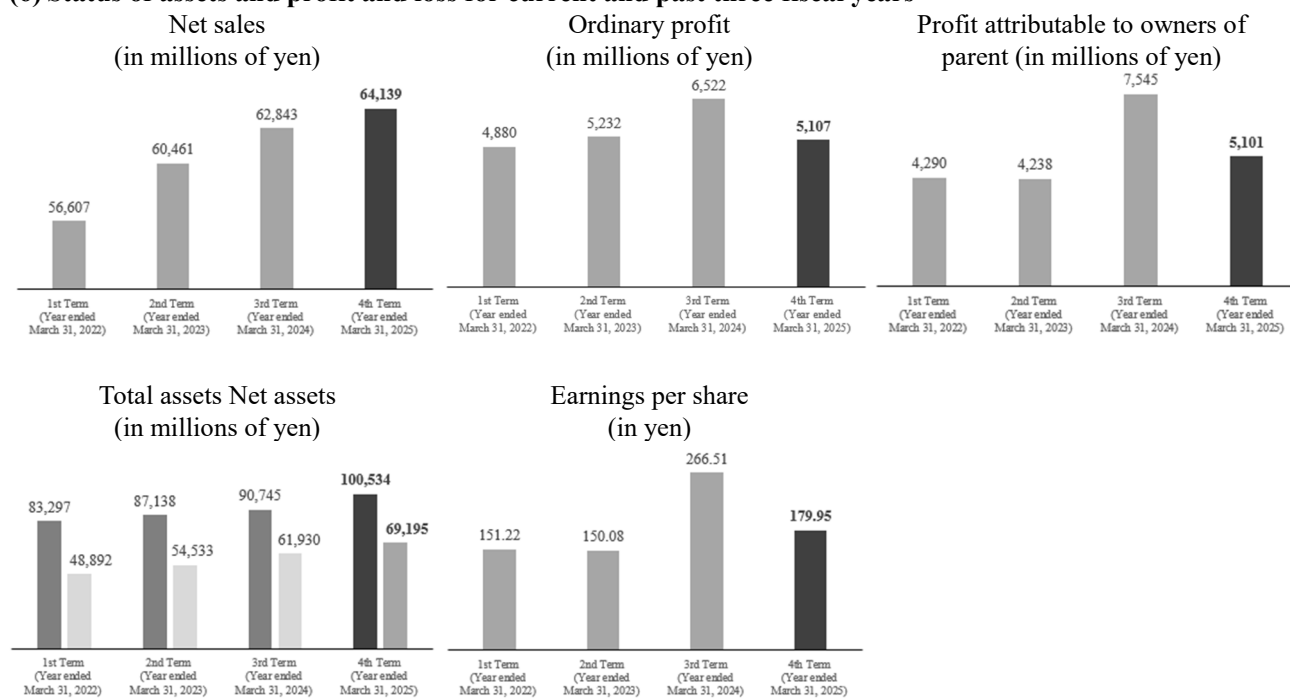 (6) Status of assets and profit and loss for current and past three fiscal years
Net sales
(in millions of yen)
56,607
60,461
62,843
64,139
1st Term
(Year ended
March 31, 2022)
2nd Term
(Year ended
March 31, 2023)
3rd Term
(Year ended
March 31, 2024)
4th Term
(Year ended
March 31, 2025)
Ordinary profit
(in millions of yen)
4,880
5,232
6,522
5,107
1st Term
(Year ended
March 31, 2022)
2nd Term
(Year ended
March 31, 2023)
3rd Term
(Year ended
March 31, 2024)
4th Term
(Year ended
March 31, 2025)
Profit attributable to owners of
parent (in millions of yen)
4,290
4,238
7,545
5,101
1st Term
(Year ended
March 31, 2022)
2nd Term
(Year ended
March 31, 2023)
3rd Term
(Year ended
March 31, 2024)
4th Term
(Year ended
March 31, 2025)
Total assets Net assets
(in millions of yen)
83,297
48,892
87,138
54,533
90,745
61,930
100,534
69,195
1st Term
(Year ended
March 31, 2022)
2nd Term
(Year ended
March 31, 2023)
3rd Term
(Year ended
March 31, 2024)
4th Term
(Year ended
March 31, 2025)
Earnings per share
(in yen)
151.22
150.08
266.51
179.95
1st Term
(Year ended
March 31, 2022)
2nd Term
(Year ended
March 31, 2023)
3rd Term
(Year ended
March 31, 2024)
4th Term
(Year ended
March 31, 2025)